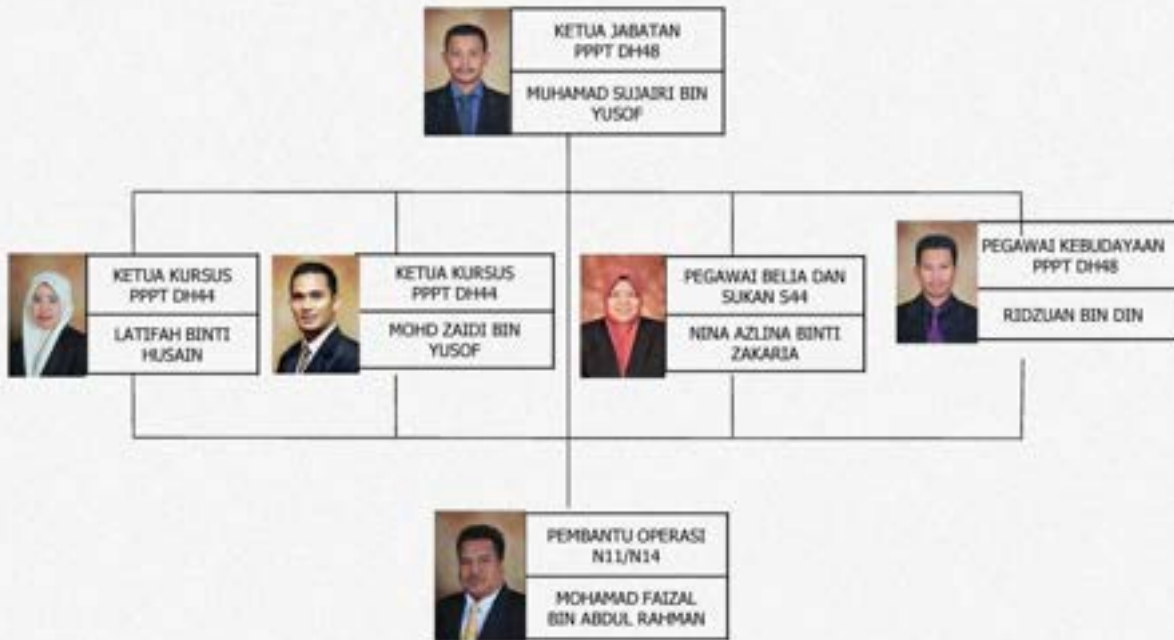 KETUA JABATAN
PPPT DH48
MUHAMAD SUJAIRI BIN
YUSOF
KETUA KURSUS
PPPT DH44
LATIFAH BINTI
HUSAIN
KETUA KURSUS
PPPT DH44
MOHD ZAIDI BIN
YUSOF
PEGAWAI BELIA DAN
SUKAN S44
NINA AZLINA BINTI
ZAKARIA
PEGAWAI KEBUDAYAAN
PPPT DH48
RIDZUAN BIN DIN
PEMBANTU OPERASI
N11/N14
MOHAMAD FAIZAL
BIN ABDUL RAHMAN